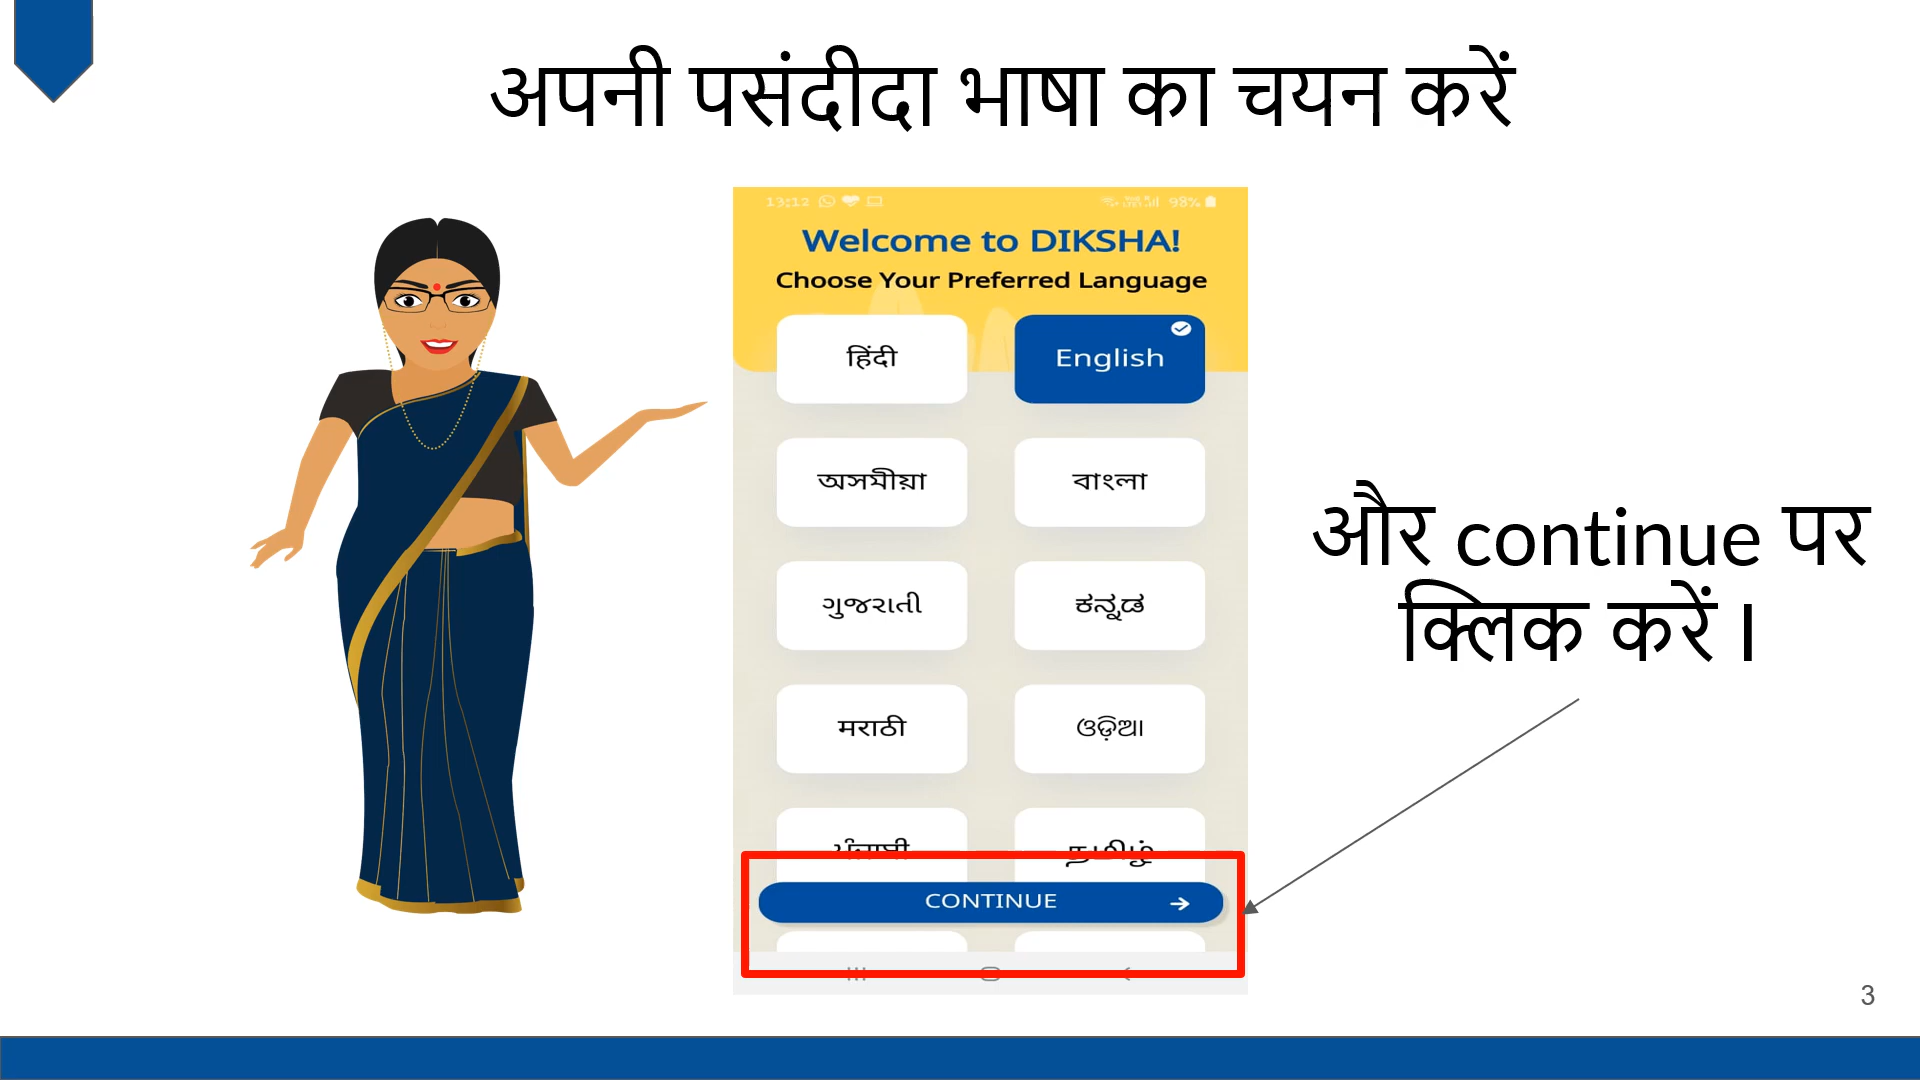 अपनी पसंदीदा भाषा का चयन करें
13:12
98%
Welcome to DIKSHA!
Choose Your Preferred Language
हिंदी
English
অসমীয়া
বাংলা
ગુજરાતી
ಕನ್ನಡ
मराठी
ଓଡ଼ିଆ
தமிழ்
CONTINUE
और continue पर
क्लिक करें I
3